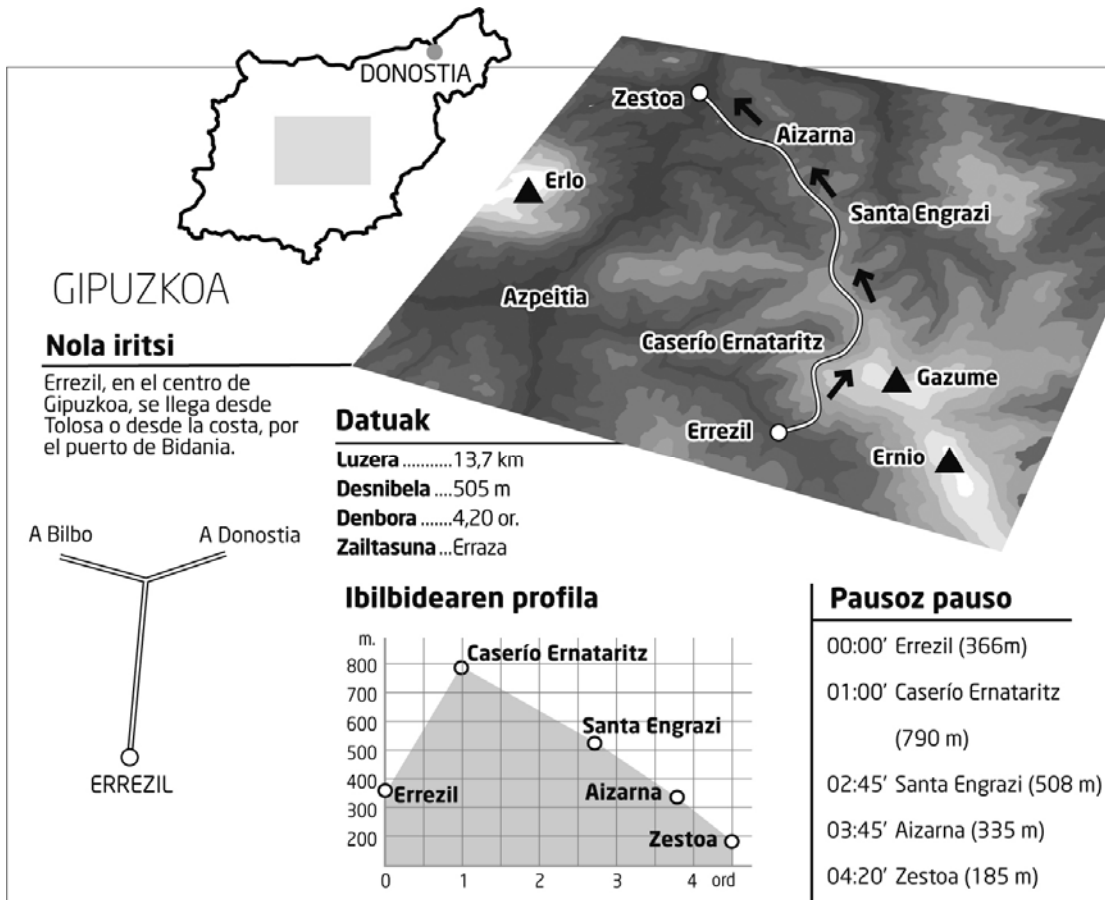 DONOSTIA
GIPUZKOA
Nola iritsi
Errezil, en el centro de
Gipuzkoa, se llega desde
Tolosa o desde la costa, por
el puerto de Bidania.
A Bilbo
A Donostia
ERREZIL
Zestoa
Aizarna
Erlo
Santa Engrazi
Azpeitia
Caserío Ernataritz
Gazume
Errezil
Ernio
Datuak
Luzera...........13,7 km
Desnibela ....505 m
Denbora .......4,20 or.
Zailtasuna ...Erraza
Ibilbidearen profila
m.
800
700
600
500
400
300
200
Caserío Ernataritz
Santa Engrazi
Errezil
Aizarna
Zestoa
0 1 2 3 4 ord
Pausoz pauso
00:00' Errezil (366m)
01:00' Caserío Ernataritz
(790 m)
02:45' Santa Engrazi (508 m)
03:45' Aizarna (335 m)
04:20' Zestoa (185 m)